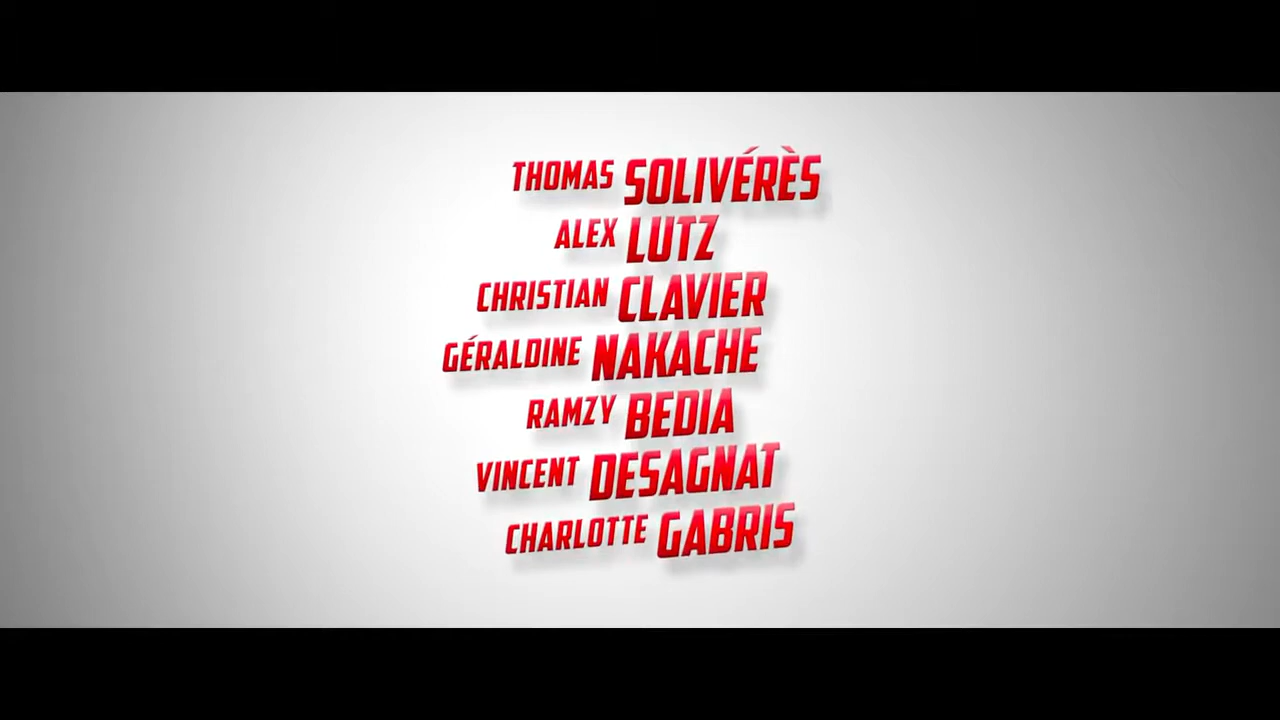 THOMAS SOLIVÉRÈS
ALEX LUTZ
CHRISTIAN CLAVIER
GÉRALDINE NAKACHE
RAMZY BEDIA
VINCENT DESAGNAT
CHARLOTTE GABRIS